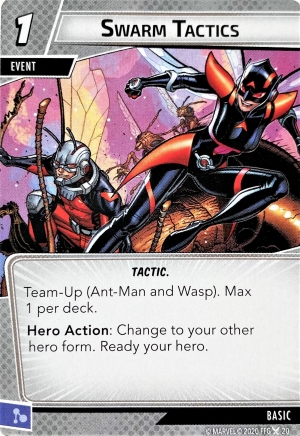 1
SWARM TACTICS
EVENT
TACTIC.
Team-Up (Ant-Man and Wasp). Max
1 per deck.
Hero Action: Change to your other
hero form. Ready your hero.
BASIC
© MARVEL © 2020 FFG 20